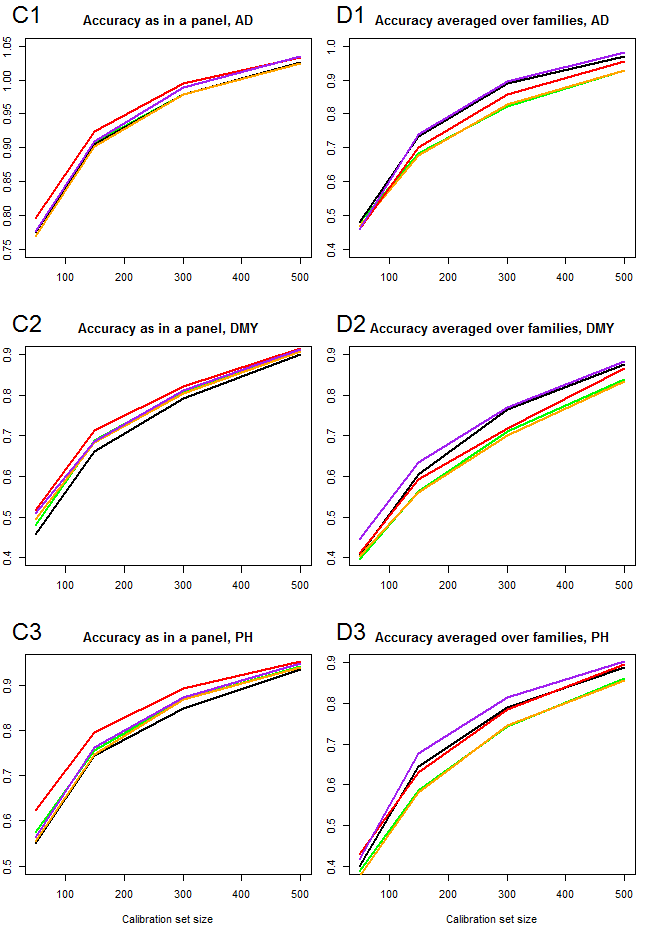 C1 Accuracy as in a panel, AD
0.75 0.80 0.85 0.90 0.95 1.00 1.05
100 200 300 400 500
D1 Accuracy averaged over families, AD
0.4 0.5 0.6 0.7 0.8 0.9 1.0
100 200 300 400 500
C2 Accuracy as in a panel, DMY
0.4 0.5 0.6 0.7 0.8 0.9
100 200 300 400 500
D2 Accuracy averaged over families, DMY
0.4 0.5 0.6 0.7 0.8 0.9
100 200 300 400 500
C3 Accuracy as in a panel, PH
0.5 0.6 0.7 0.8 0.9
100 200 300 400 500
Calibration set size
D3 Accuracy averaged over families, PH
0.4 0.5 0.6 0.7 0.8 0.9
100 200 300 400 500
Calibration set size